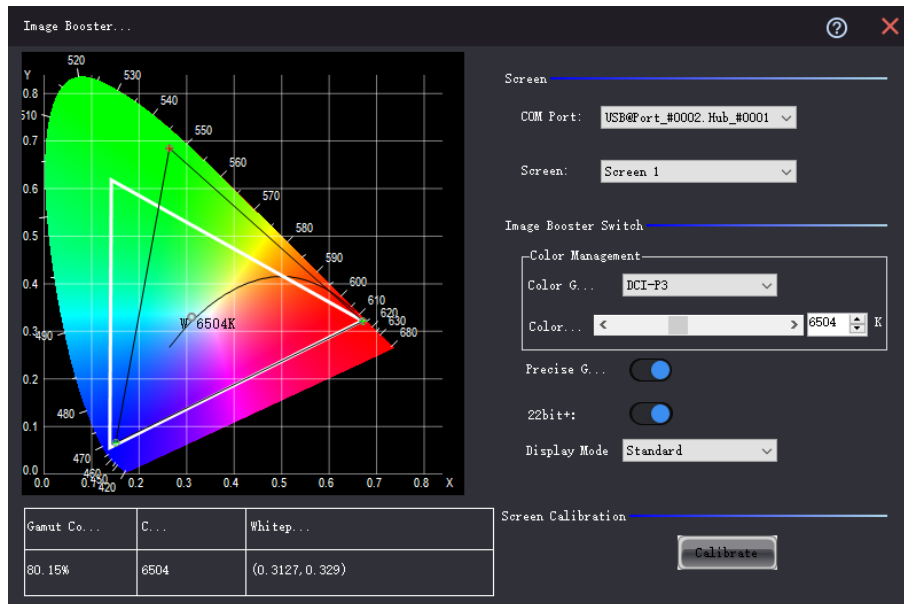 Image Booster...
Screen
COM Port: USB@Port_#0002.Hub_#0001
Screen: Screen 1
Image Booster Switch
Color Management
Color G... DCI-P3
Color... < > 6504 K
Precise G...
22bit+:
Display Mode Standard
Screen Calibration
Calibrate
Y
0.8
0.7
0.6
0.5
0.4
0.3
0.2
0.1
0.0
0.0 0.1 0.2 0.3 0.4 0.5 0.6 0.7 0.8 X
520
530
540
510
550
560
570
580
590
600
610
620
630
680
490
480
470
460
450
420
W 6504K
Gamut Co... C... Whitep...
80.15% 6504 (0.3127,0.329)